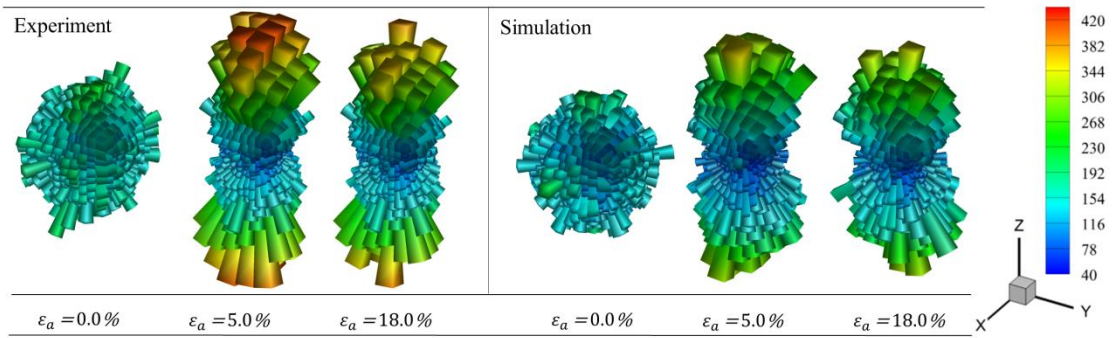 Experiment
Simulation
420
382
344
306
268
230
192
154
116
78
40
Z
X
Y
εₐ = 0.0%
εₐ = 5.0%
εₐ = 18.0%
εₐ = 0.0%
εₐ = 5.0%
εₐ = 18.0%